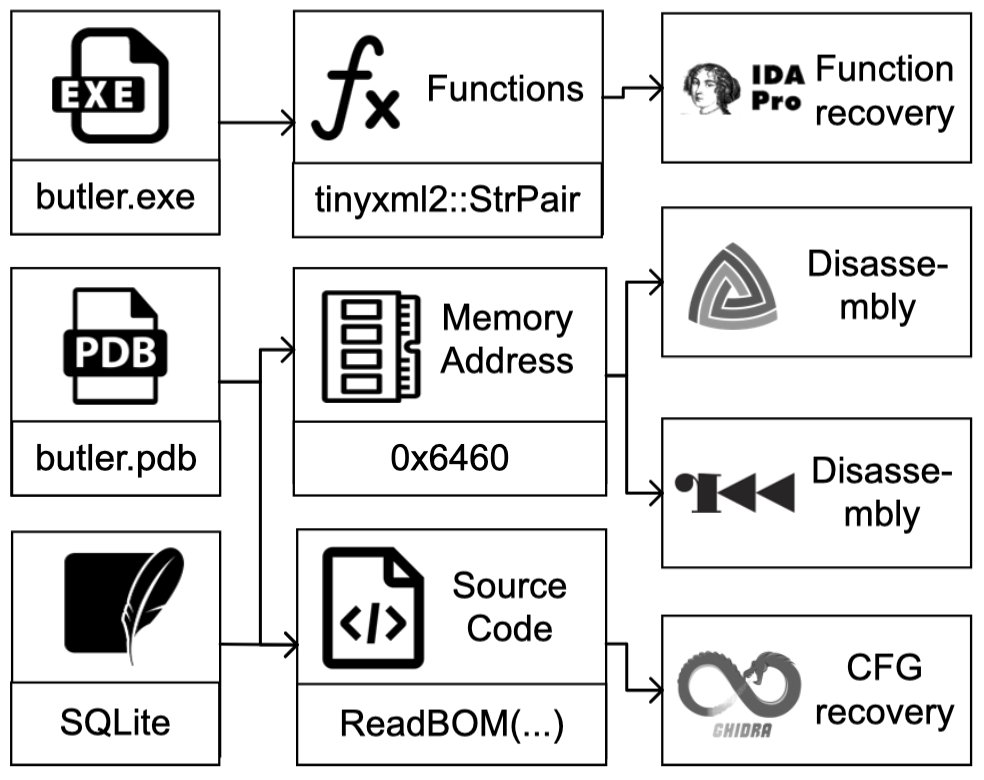 EXE
butler.exe
fx
Functions
tinyxml2::StrPair
IDA
Pro
Function
recovery
PDB
butler.pdb
Memory
Address
0x6460
Disasse-
mbly
Disasse-
mbly
SQLite
</>
Source
Code
ReadBOM(...)
GHIDRA
CFG
recovery